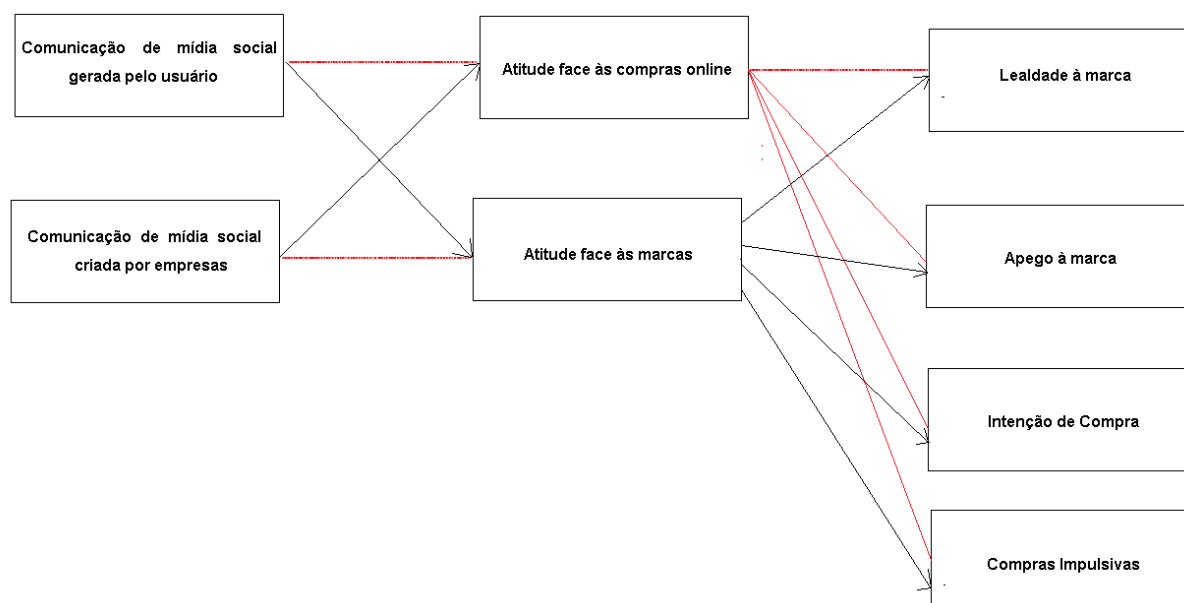 Comunicação de mídia social
gerada pelo usuário
Atitude face às compras online
Lealdade à marca
Comunicação de mídia social
criada por empresas
Atitude face às marcas
Apego à marca
Intenção de Compra
Compras Impulsivas